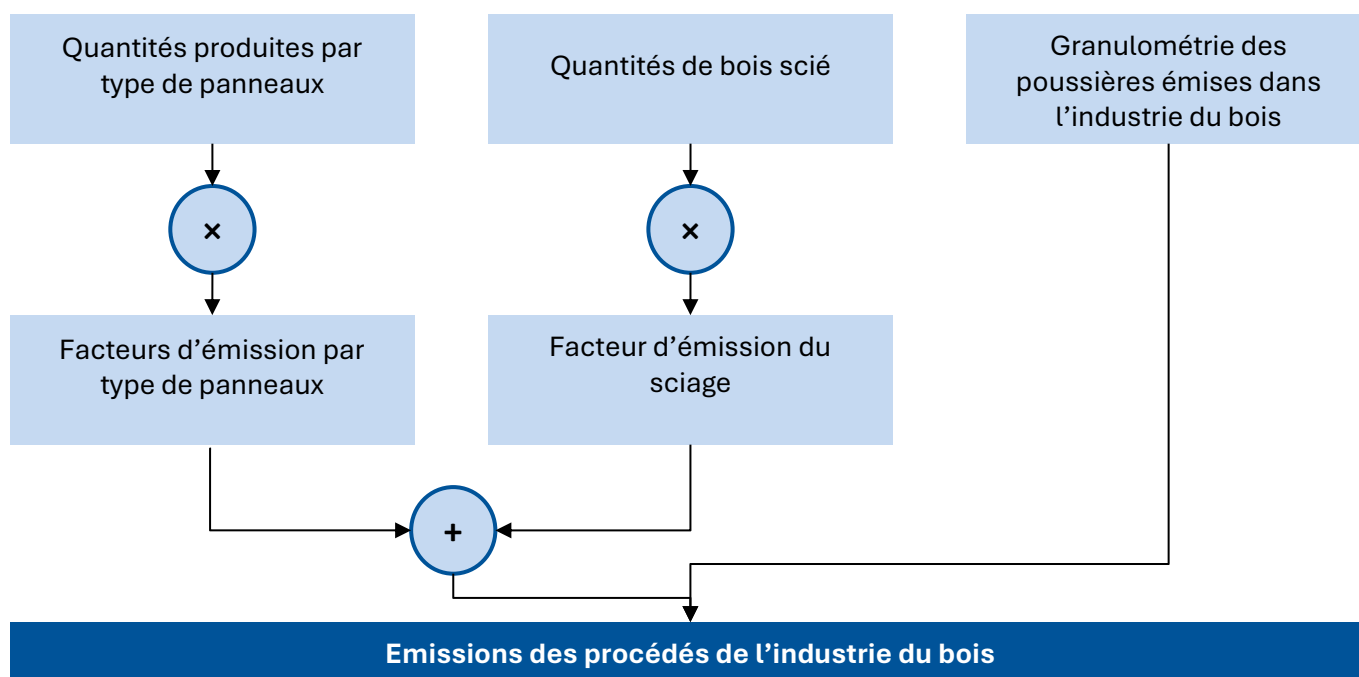 Quantités produites par
type de panneaux
Quantités de bois scié
Granulométrie des
poussières émises dans
l’industrie du bois
×
×
Facteurs d’émission par
type de panneaux
Facteur d’émission du
sciage
+
Emissions des procédés de l’industrie du bois